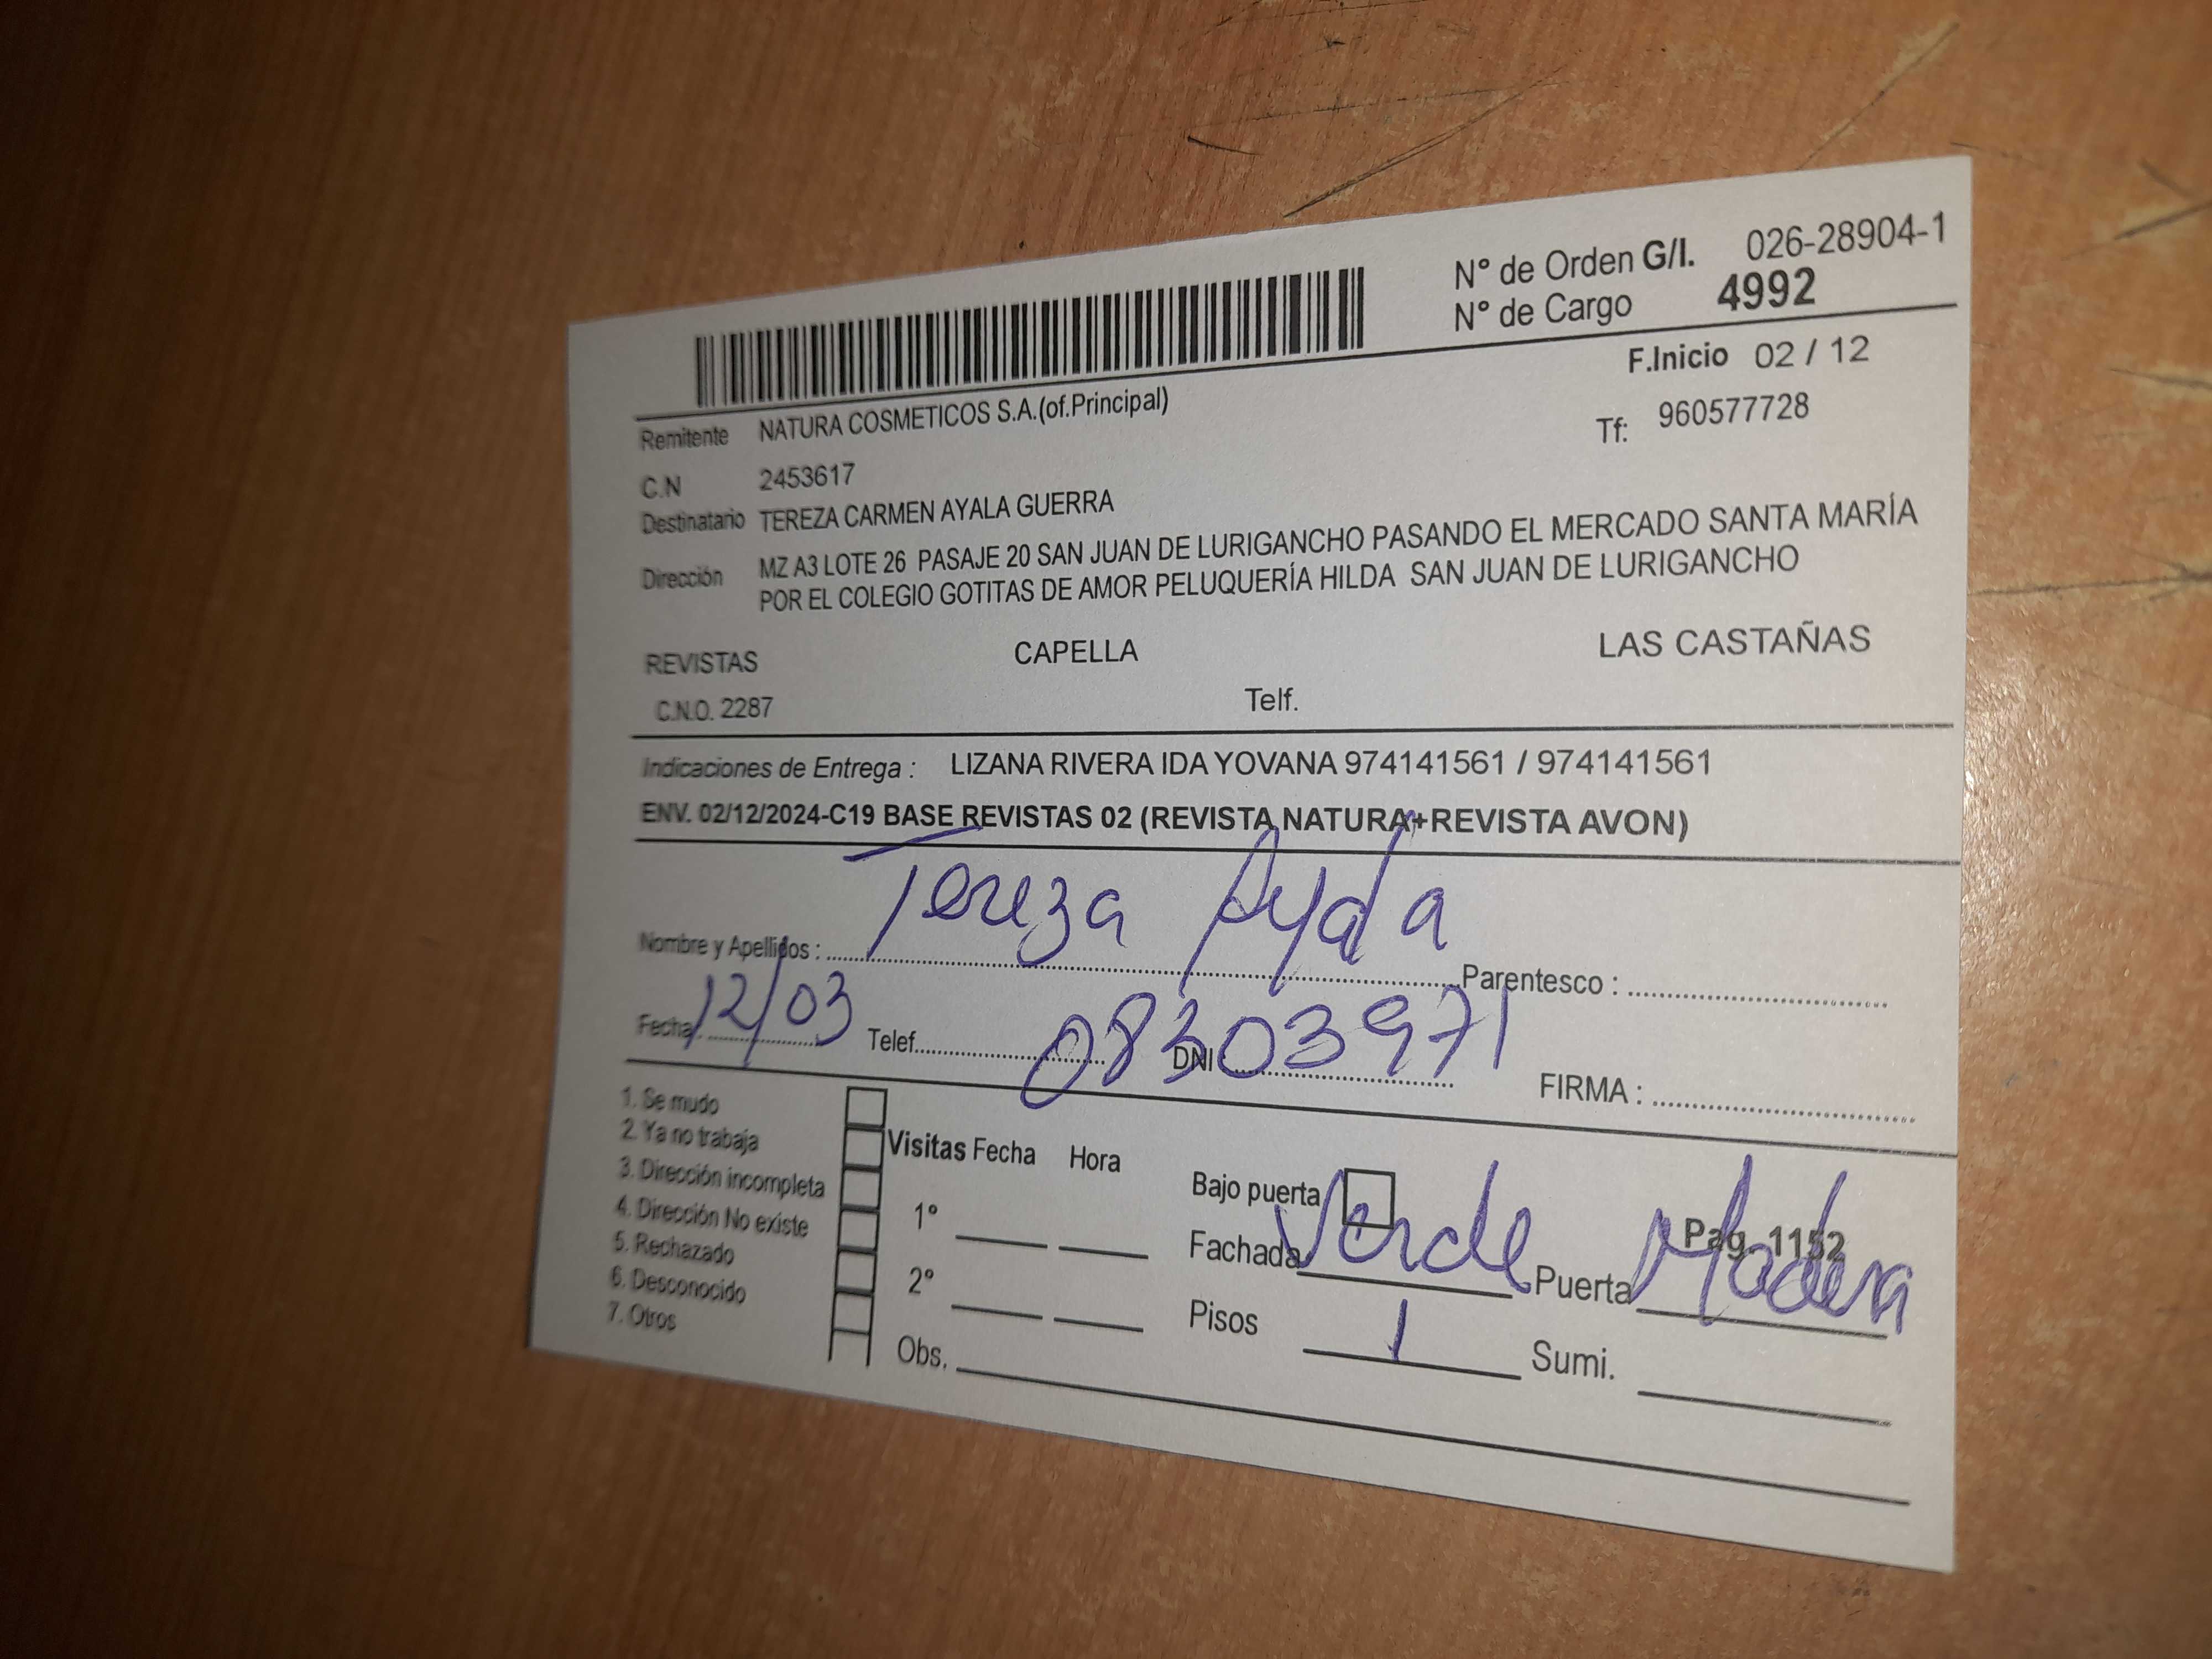 N° de Orden G/I. 026-28904-1
N° de Cargo 4992
F.Inicio 02 / 12
Remitente NATURA COSMETICOS S.A.(of.Principal)
Tf: 960577728
C.N 2453617
Destinatario TEREZA CARMEN AYALA GUERRA
Dirección MZ A3 LOTE 26 PASAJE 20 SAN JUAN DE LURIGANCHO PASANDO EL MERCADO SANTA MARÍA
POR EL COLEGIO GOTITAS DE AMOR PELUQUERÍA HILDA SAN JUAN DE LURIGANCHO
REVISTAS CAPELLA LAS CASTAÑAS
C.N.O. 2287 Telf.
Indicaciones de Entrega : LIZANA RIVERA IDA YOVANA 974141561 / 974141561
ENV. 02/12/2024-C19 BASE REVISTAS 02 (REVISTA NATURA+REVISTA AVON)
Nombre y Apellidos : Tereza Ayala Parentesco :
Fecha: 12/03 Telef. DNI : 08303971 FIRMA :
1. Se mudo
2. Ya no trabaja
3. Dirección incompleta
4. Dirección No existe
5. Rechazado
6. Desconocido
7. Otros
Visitas Fecha Hora
1°
2°
Obs.
Bajo puerta
Pag. 1152
Fachada Verde Puerta Madera
Pisos 1 Sumi.